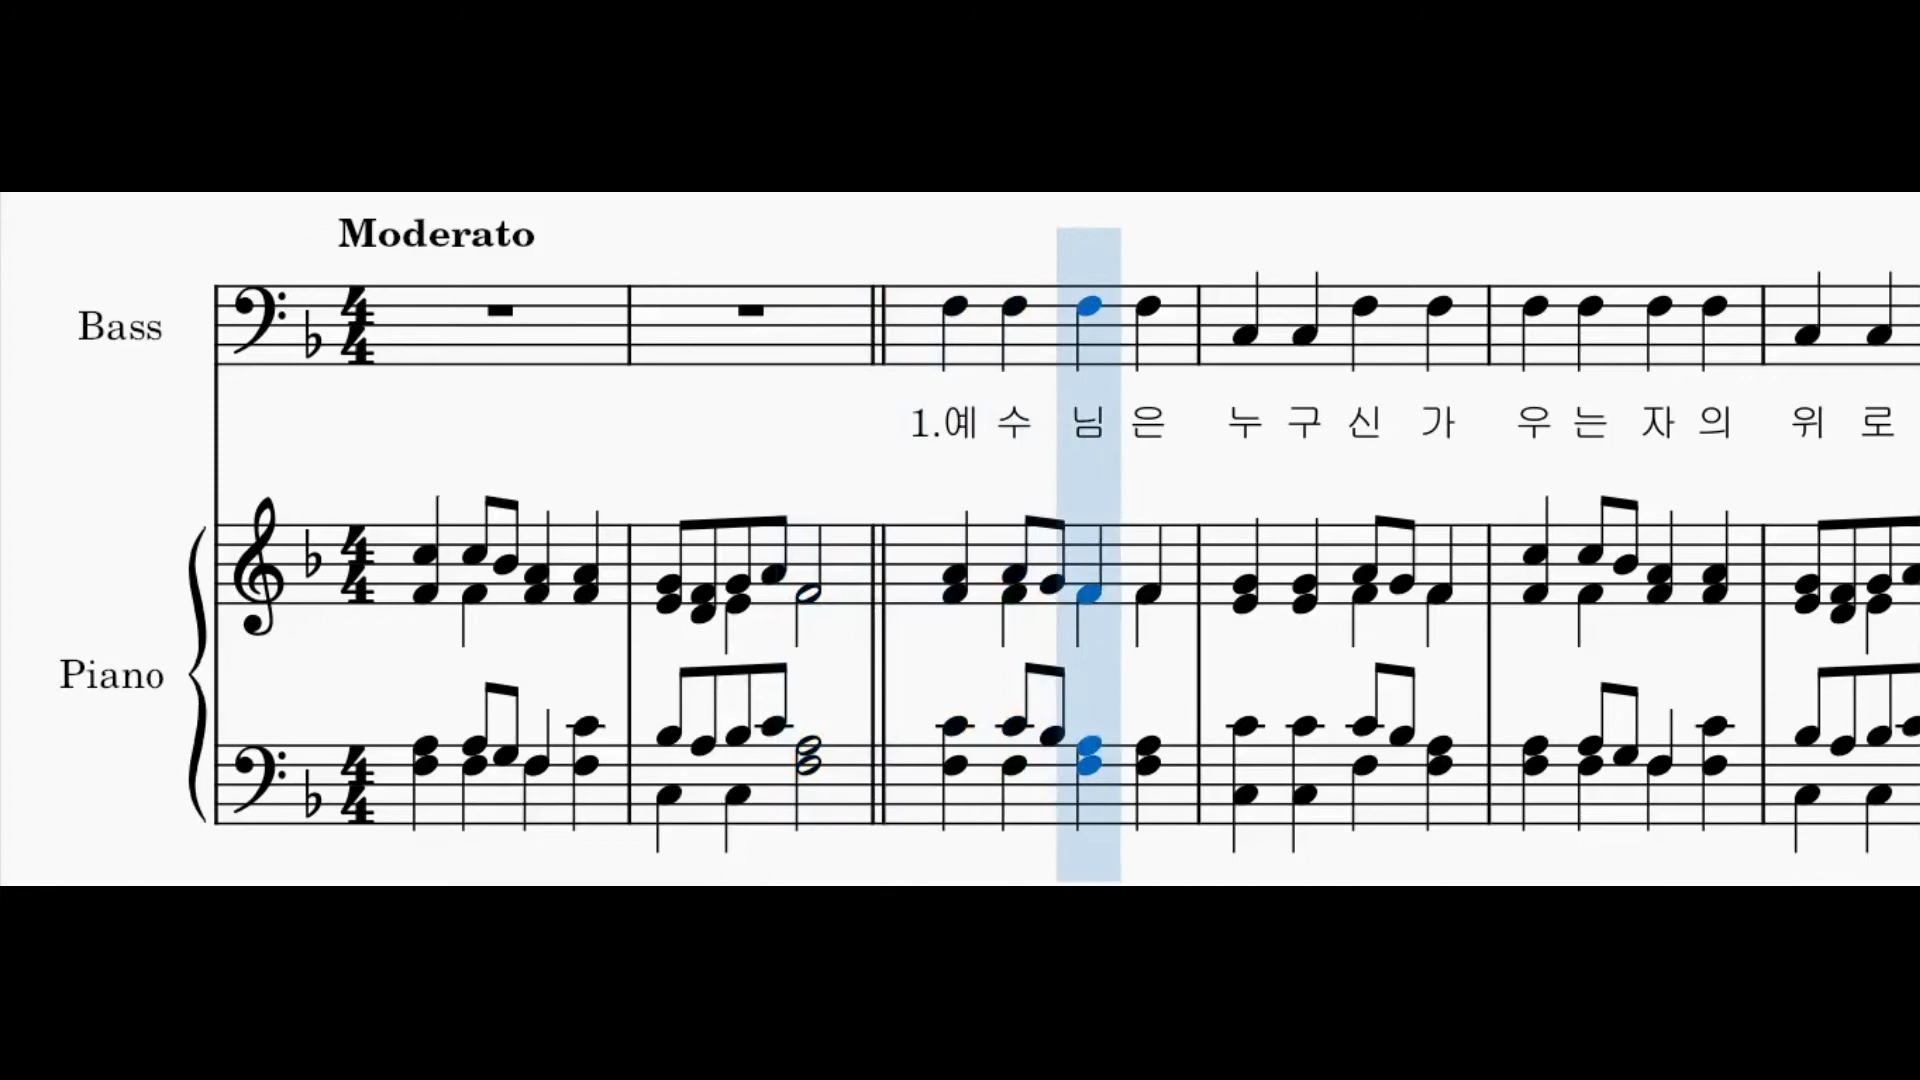 Moderato
Bass
1.예 수 님 은 누 구 신 가 우 는 자 의 위 로
Piano